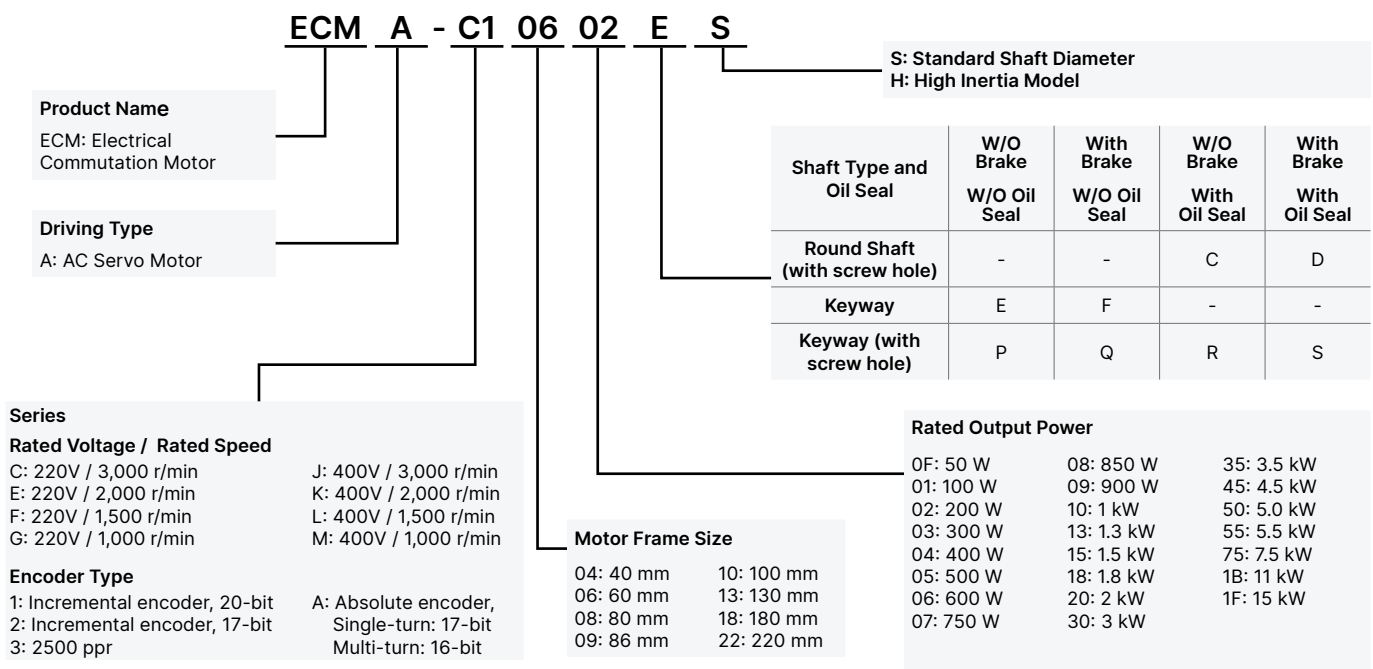 ECM A - C1 06 02 E S
S: Standard Shaft Diameter
H: High Inertia Model
Product Name
ECM: Electrical
Commutation Motor
Driving Type
A: AC Servo Motor
Shaft Type and
Oil Seal
W/O
Brake
W/O Oil
Seal
With
Brake
W/O Oil
Seal
W/O
Brake
With
Oil Seal
With
Brake
With
Oil Seal
Round Shaft
(with screw hole)
- - C D
Keyway E F - -
Keyway (with
screw hole)
P Q R S
Series
Rated Voltage / Rated Speed
C: 220V / 3,000 r/min
E: 220V / 2,000 r/min
F: 220V / 1,500 r/min
G: 220V / 1,000 r/min
J: 400V / 3,000 r/min
K: 400V / 2,000 r/min
L: 400V / 1,500 r/min
M: 400V / 1,000 r/min
Encoder Type
1: Incremental encoder, 20-bit
2: Incremental encoder, 17-bit
3: 2500 ppr
A: Absolute encoder,
Single-turn: 17-bit
Multi-turn: 16-bit
Motor Frame Size
04: 40 mm
06: 60 mm
08: 80 mm
09: 86 mm
10: 100 mm
13: 130 mm
18: 180 mm
22: 220 mm
Rated Output Power
0F: 50 W
01: 100 W
02: 200 W
03: 300 W
04: 400 W
05: 500 W
06: 600 W
07: 750 W
08: 850 W
09: 900 W
10: 1 kW
13: 1.3 kW
15: 1.5 kW
18: 1.8 kW
20: 2 kW
30: 3 kW
35: 3.5 kW
45: 4.5 kW
50: 5.0 kW
55: 5.5 kW
75: 7.5 kW
1B: 11 kW
1F: 15 kW